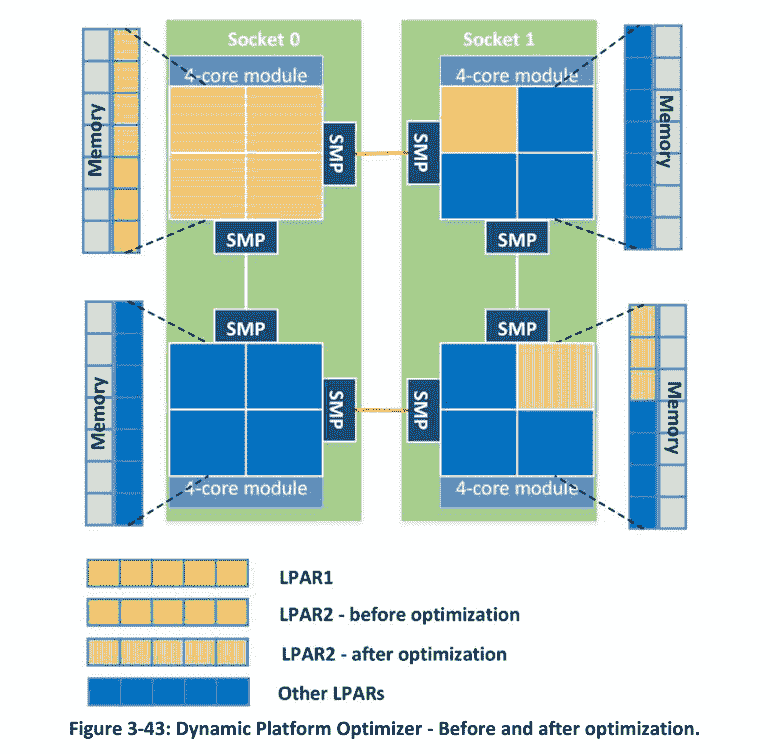 Socket 0
Socket 1
4-core module
4-core module
Memory
Memory
SMP
SMP
SMP
SMP
SMP
SMP
SMP
SMP
Memory
Memory
4-core module
4-core module
LPAR1
LPAR2 - before optimization
LPAR2 - after optimization
Other LPARs
Figure 3-43: Dynamic Platform Optimizer - Before and after optimization.